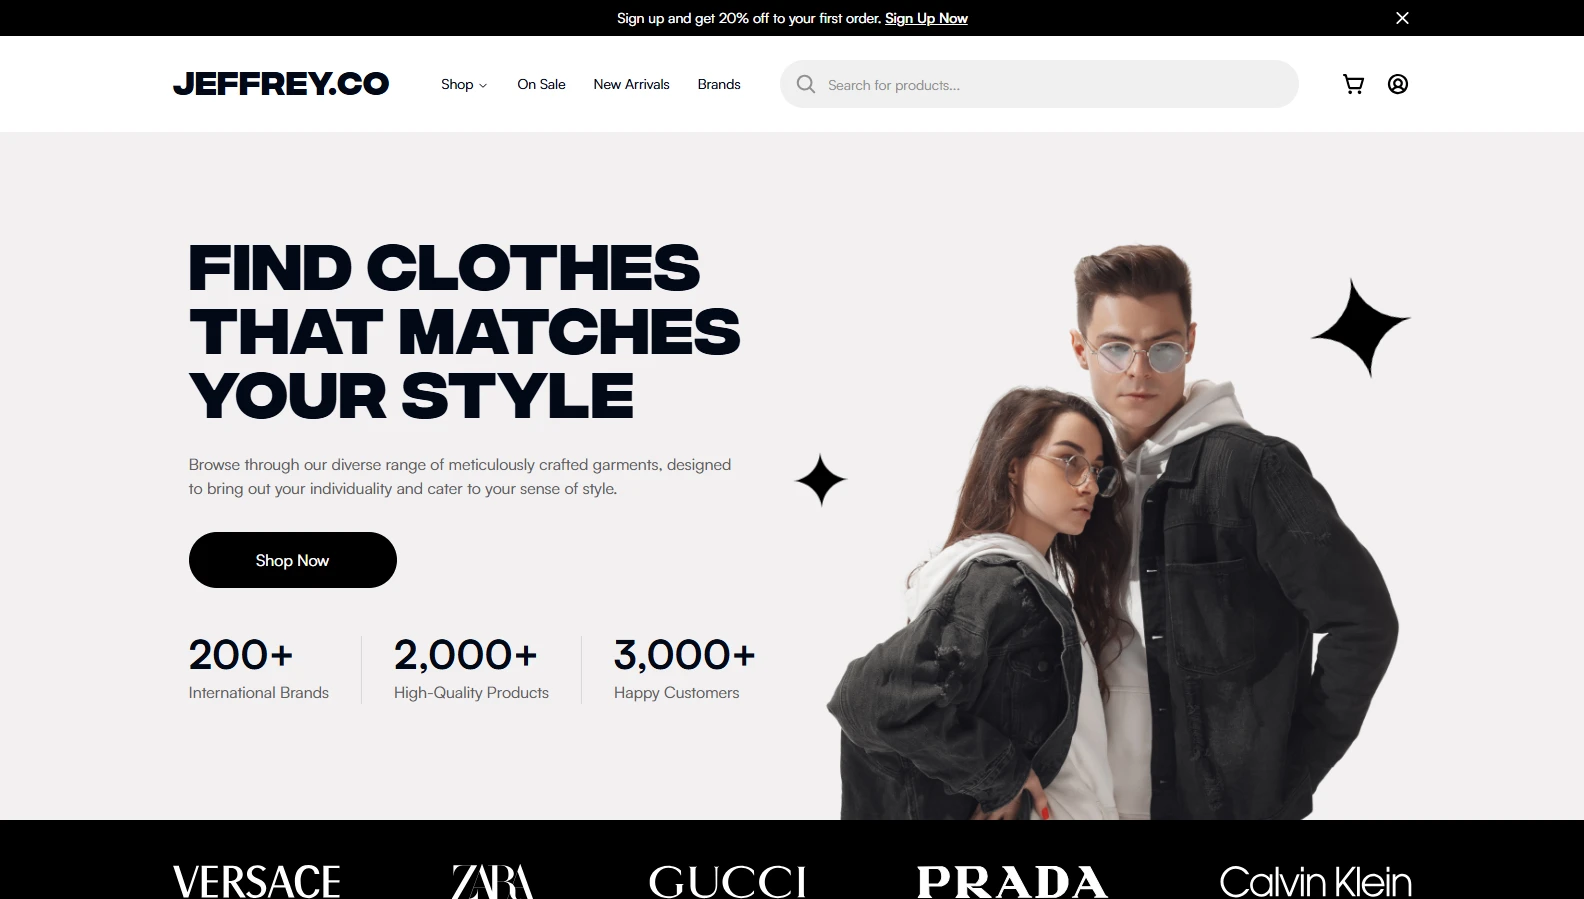 Sign up and get 20% off to your first order. Sign Up Now
JEFFREY.CO
Shop
On Sale
New Arrivals
Brands
Search for products...
FIND CLOTHES
THAT MATCHES
YOUR STYLE
Browse through our diverse range of meticulously crafted garments, designed
to bring out your individuality and cater to your sense of style.
Shop Now
200+
International Brands
2,000+
High-Quality Products
3,000+
Happy Customers
VERSACE
ZARA
GUCCI
PRADA
Calvin Klein